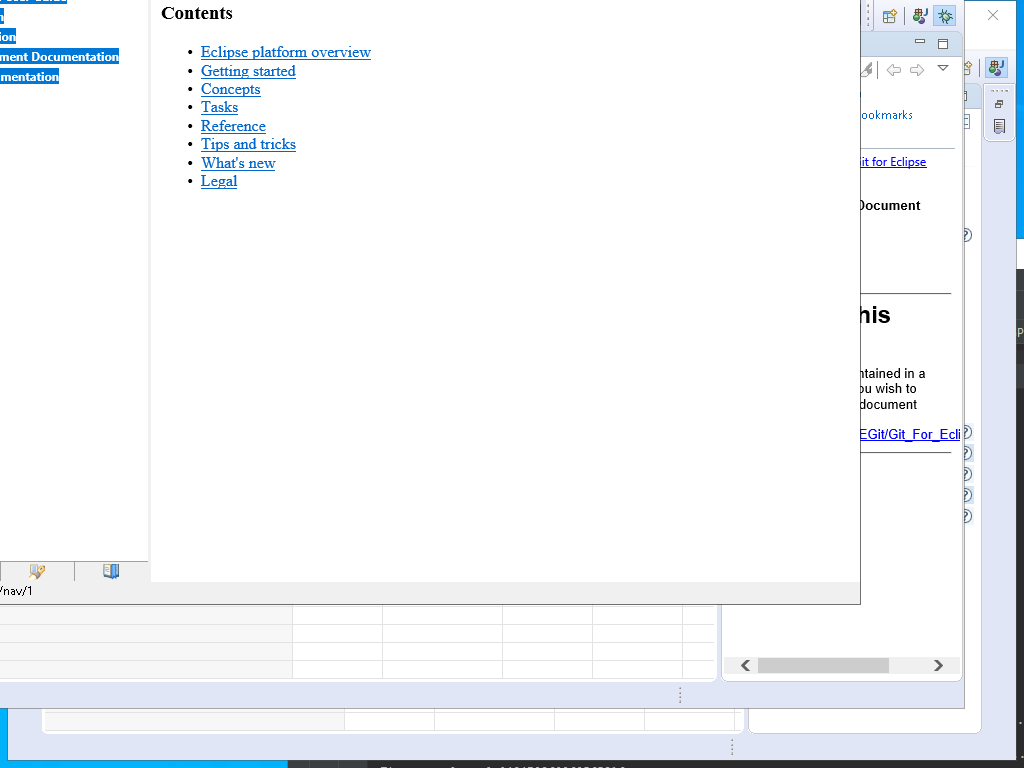 Contents
ion
ment Documentation
mentation
• Eclipse platform overview
• Getting started
• Concepts
• Tasks
• Reference
• Tips and tricks
• What's new
• Legal
ookmarks
it for Eclipse
Document
his
ntained in a
ou wish to
document
EGit/Git_For_Ecli
/nav/1